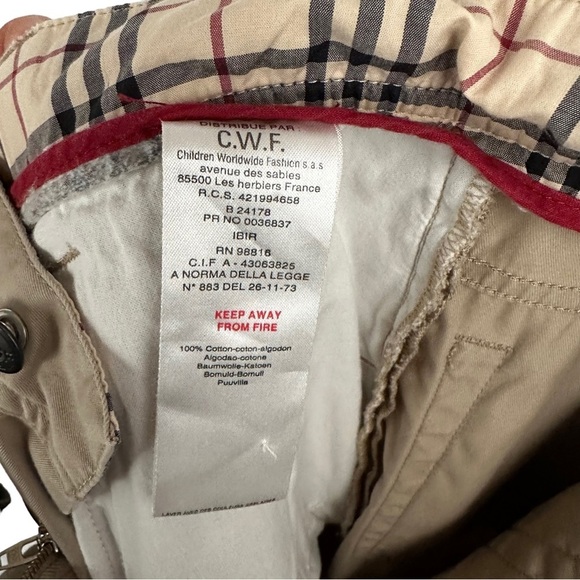 DISTRIBUE PAR
C.W.F.
Children Worldwide Fashion s.a.s
avenue des sables
85500 Les herbiers France
R.C.S. 421994658
B 24178
PR NO 0036837
IBIR
RN 98816
C.I.F A - 43063825
A NORMA DELLA LEGGE
N° 883 DEL 26-11-73
KEEP AWAY
FROM FIRE
100% Cotton-coton-algodon
Algodao-cotone
Baumwolle-Katoen
Bomuld-Bomull
Puuvilla